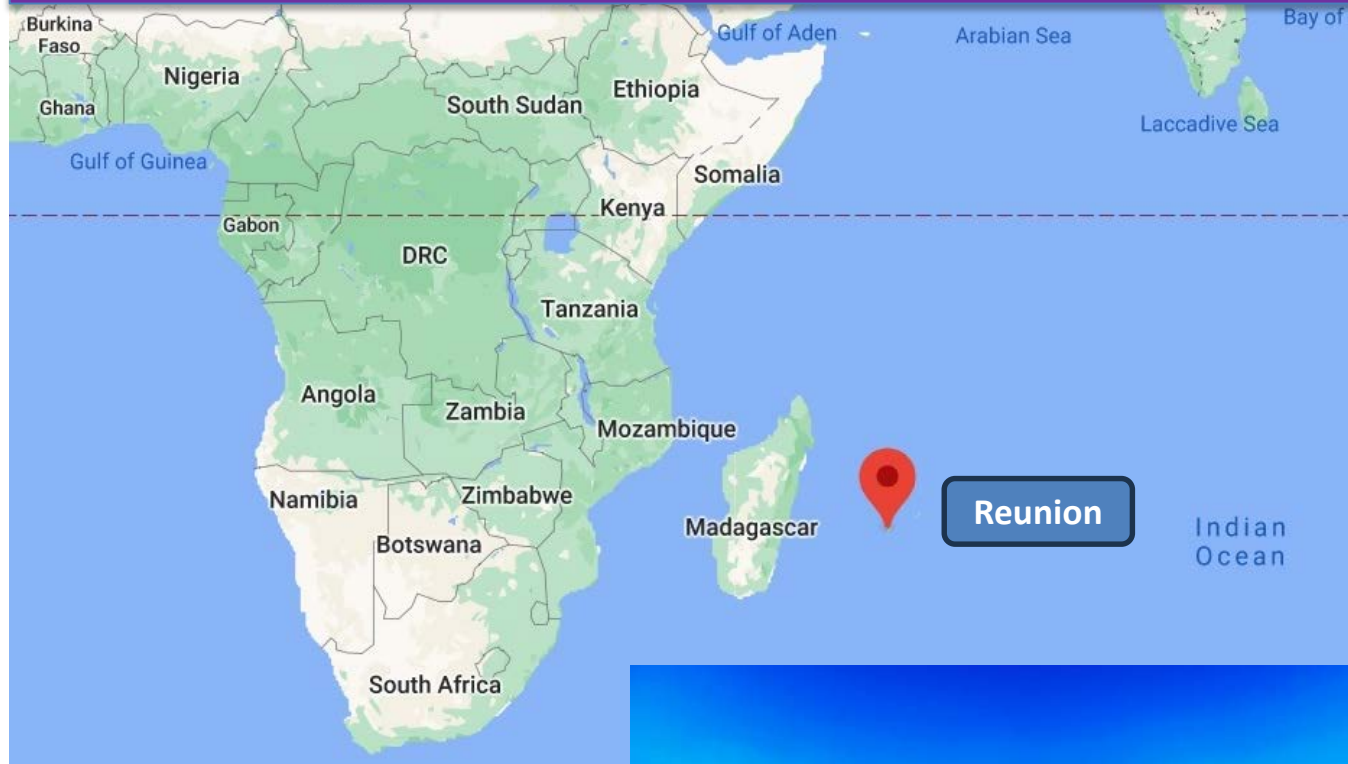 Burkina
Faso
Gulf of Aden
Arabian Sea
Bay of
Nigeria
Ethiopia
South Sudan
Ghana
Laccadive Sea
Gulf of Guinea
Somalia
Kenya
Gabon
DRC
Tanzania
Angola
Zambia
Mozambique
Namibia
Zimbabwe
Reunion
Madagascar
Indian
Ocean
Botswana
South Africa